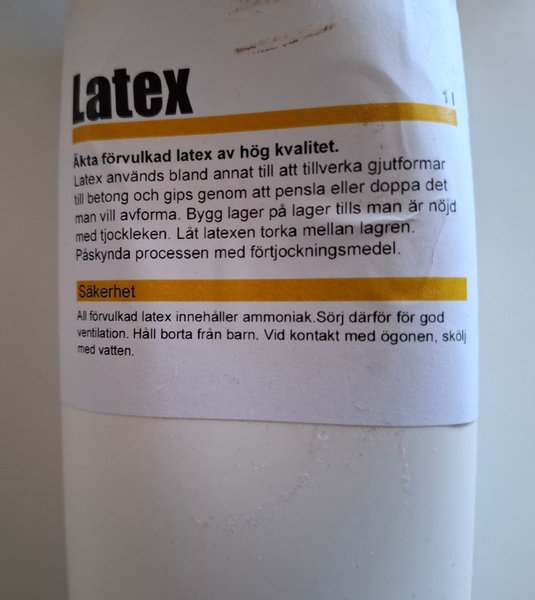 Latex
1 l
Äkta förvulkad latex av hög kvalitet.
Latex används bland annat till att tillverka gjutformar
till betong och gips genom att pensla eller doppa det
man vill avforma. Bygg lager på lager tills man är nöjd
med tjockleken. Låt latexen torka mellan lagren.
Påskynda processen med förtjockningsmedel.
Säkerhet
All förvulkad latex innehåller ammoniak.Sörj därför för god
ventilation. Håll borta från barn. Vid kontakt med ögonen, skölj
med vatten.